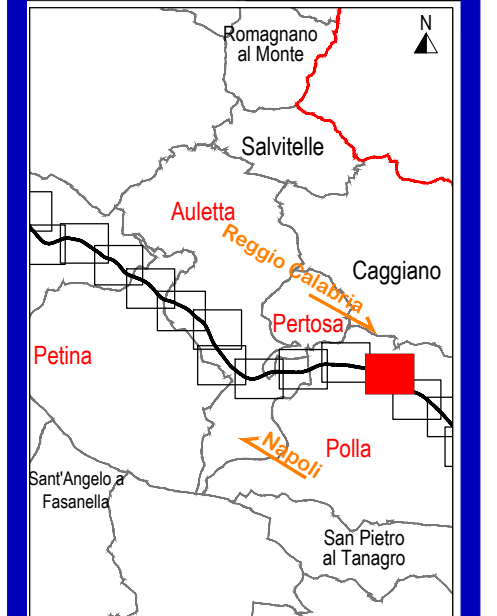 Romagnano
al Monte
N
Salvitelle
Auletta
Reggio Calabria
Caggiano
Pertosa
Petina
Napoli
Polla
Sant'Angelo a
Fasanella
San Pietro
al Tanagro